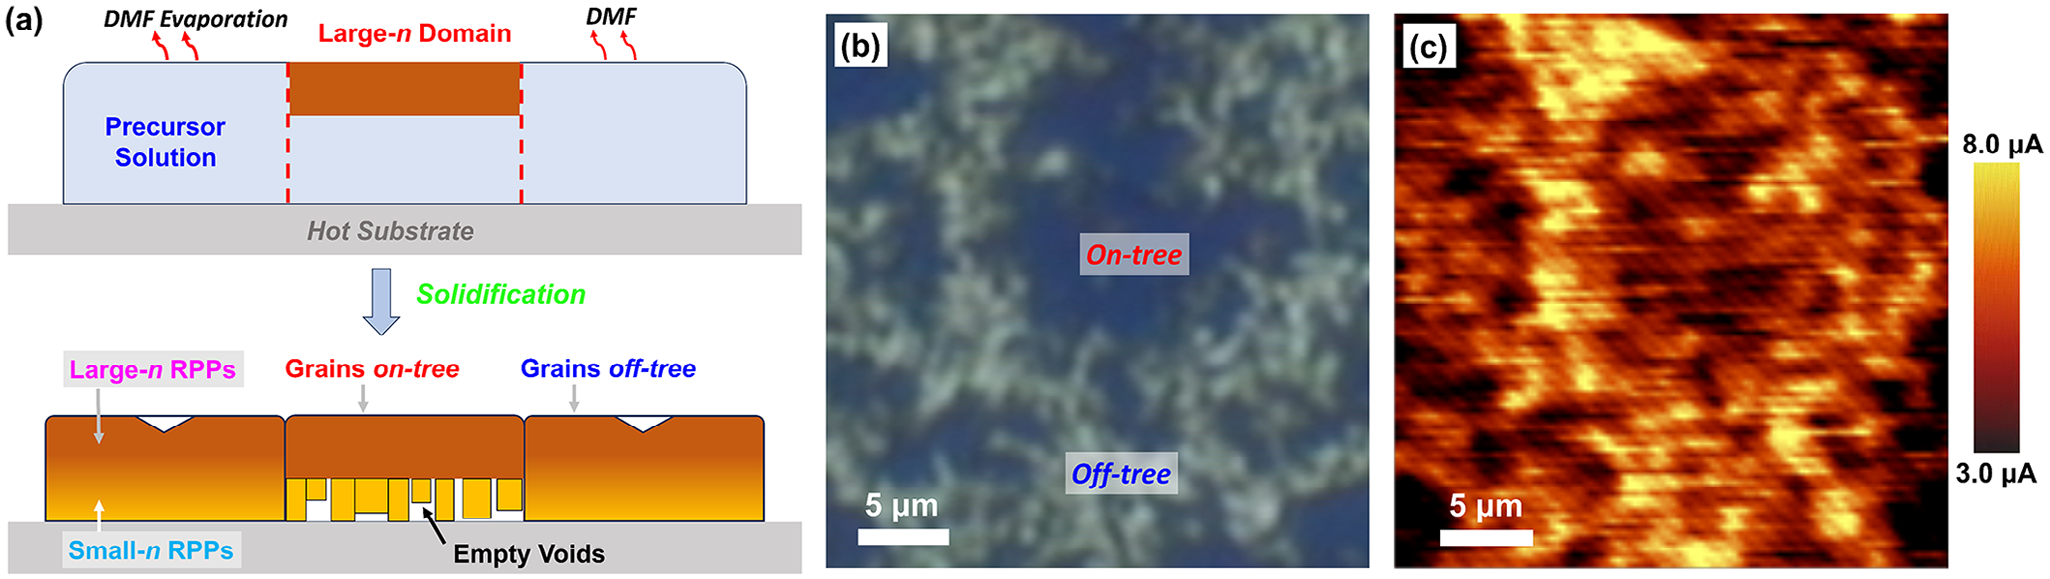 (a)
DMF Evaporation
Large-n Domain
DMF
Precursor
Solution
Hot Substrate
Solidification
Large-n RPPs
Grains on-tree
Grains off-tree
Small-n RPPs
Empty Voids
(b)
On-tree
Off-tree
5 μm
(c)
5 μm
8.0 μA
3.0 μA